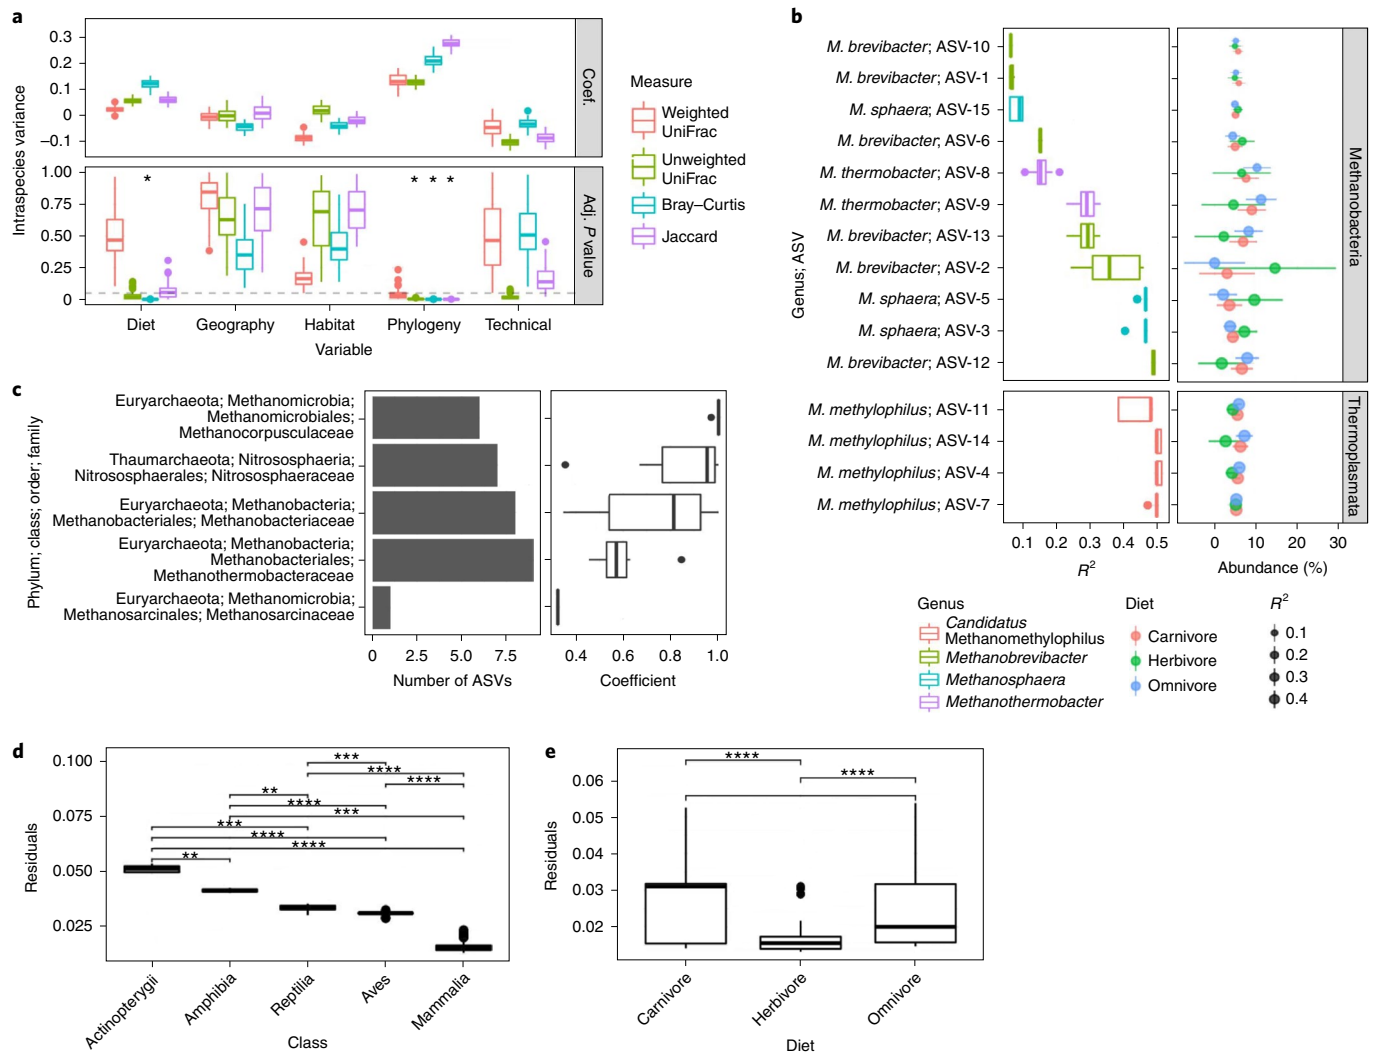 a
0.3
0.2
0.1
0
−0.1
Coef.
1.00
0.75
0.50
0.25
0
*
* * *
Adj. P value
Intraspecies variance
Diet
Geography
Habitat
Phylogeny
Technical
Variable
Measure
Weighted
UniFrac
Unweighted
UniFrac
Bray–Curtis
Jaccard
b
Genus; ASV
M. brevibacter; ASV-10
M. brevibacter; ASV-1
M. sphaera; ASV-15
M. brevibacter; ASV-6
M. thermobacter; ASV-8
M. thermobacter; ASV-9
M. brevibacter; ASV-13
M. brevibacter; ASV-2
M. sphaera; ASV-5
M. sphaera; ASV-3
M. brevibacter; ASV-12
Methanobacteria
M. methylophilus; ASV-11
M. methylophilus; ASV-14
M. methylophilus; ASV-4
M. methylophilus; ASV-7
Thermoplasmata
0.1 0.2 0.3 0.4 0.5
R2
0 10 20 30
Abundance (%)
Genus
Candidatus
Methanomethylophilus
Methanobrevibacter
Methanosphaera
Methanothermobacter
Diet
Carnivore
Herbivore
Omnivore
R2
0.1
0.2
0.3
0.4
c
Phylum; class; order; family
Euryarchaeota; Methanomicrobia;
Methanomicrobiales;
Methanocorpusculaceae
Thaumarchaeota; Nitrososphaeria;
Nitrososphaerales; Nitrososphaeraceae
Euryarchaeota; Methanobacteria;
Methanobacteriales; Methanobacteriaceae
Euryarchaeota; Methanobacteria;
Methanobacteriales;
Methanothermobacteraceae
Euryarchaeota; Methanomicrobia;
Methanosarcinales; Methanosarcinaceae
0 2.5 5.0 7.5
Number of ASVs
0.4 0.6 0.8 1.0
Coefficient
d
Residuals
0.100
0.075
0.050
0.025
***
****
****
**
****
***
***
****
****
**
Actinopterygii
Amphibia
Reptilia
Aves
Mammalia
Class
e
Residuals
0.06
0.05
0.04
0.03
0.02
****
****
Carnivore
Herbivore
Omnivore
Diet